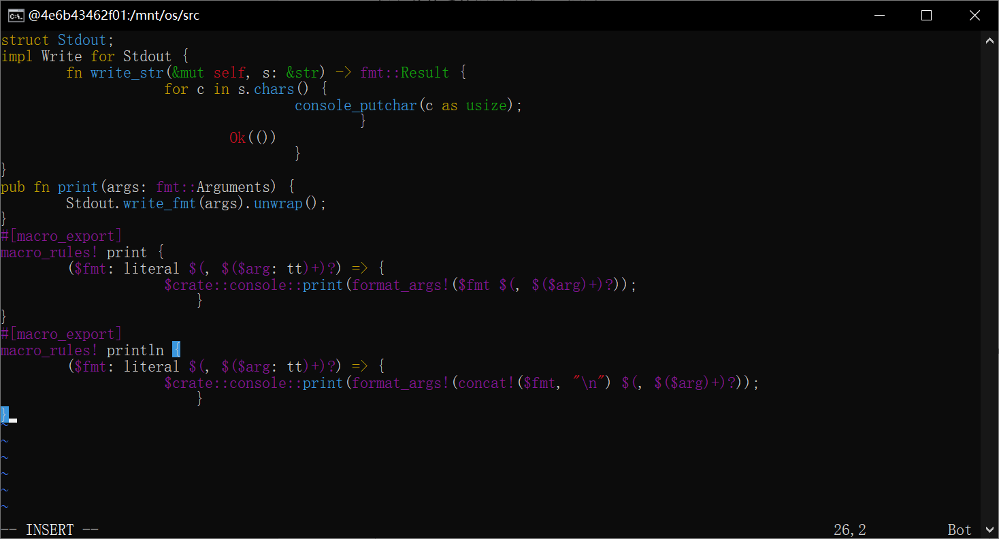 @4e6b43462f01:/mnt/os/src
struct Stdout;
impl Write for Stdout {
        fn write_str(&mut self, s: &str) -> fmt::Result {
                    for c in s.chars() {
                                    console_putchar(c as usize);
                                            }
                            Ok(())
                                    }
}
pub fn print(args: fmt::Arguments) {
        Stdout.write_fmt(args).unwrap();
}
#[macro_export]
macro_rules! print {
        ($fmt: literal $(, $($arg: tt)+)?) => {
                    $crate::console::print(format_args!($fmt $(, $($arg)+)?));
                        }
}
#[macro_export]
macro_rules! println {
        ($fmt: literal $(, $($arg: tt)+)?) => {
                    $crate::console::print(format_args!(concat!($fmt, "\n") $(, $($arg)+)?));
                        }
}
~
~
~
~
~
~
-- INSERT --                    26,2          Bot